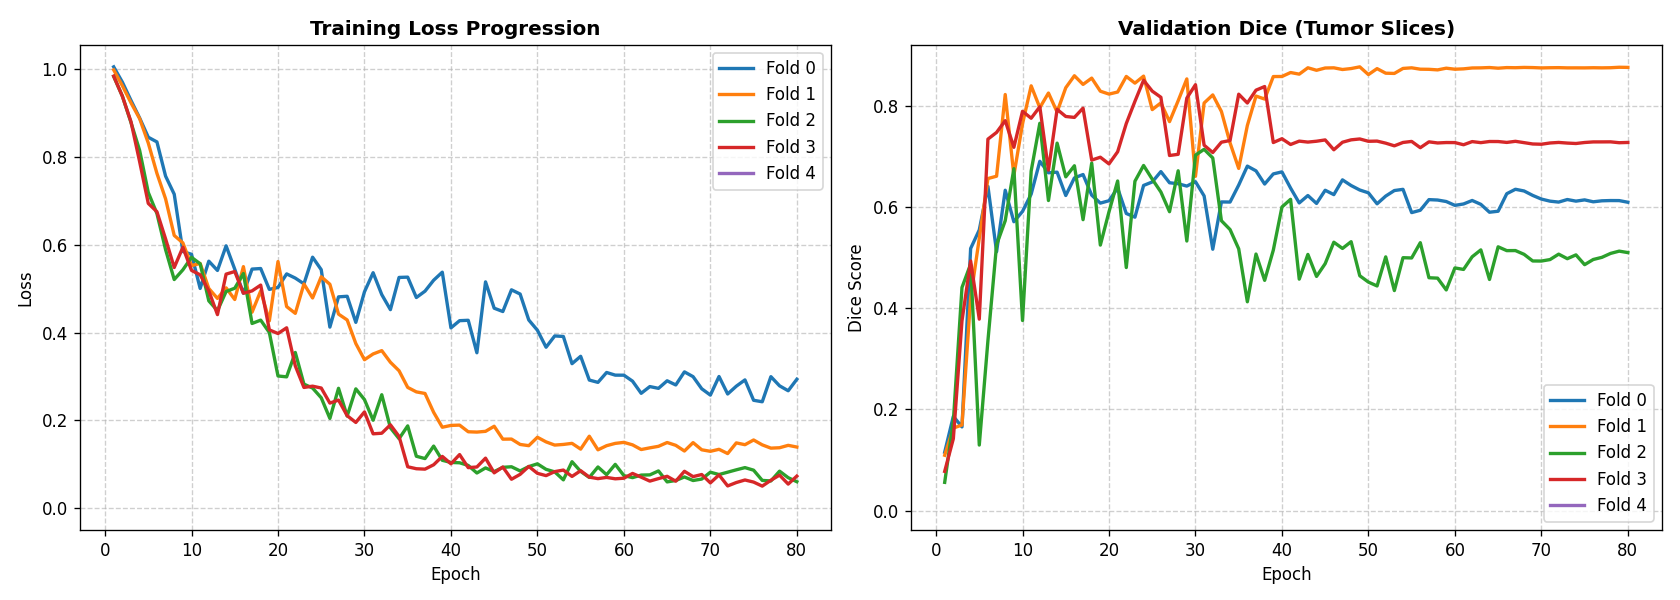 Training Loss Progression
Loss
1.0
0.8
0.6
0.4
0.2
0.0
Fold 0
Fold 1
Fold 2
Fold 3
Fold 4
0 10 20 30 40 50 60 70 80
Epoch
Validation Dice (Tumor Slices)
Dice Score
0.8
0.6
0.4
0.2
0.0
Fold 0
Fold 1
Fold 2
Fold 3
Fold 4
0 10 20 30 40 50 60 70 80
Epoch